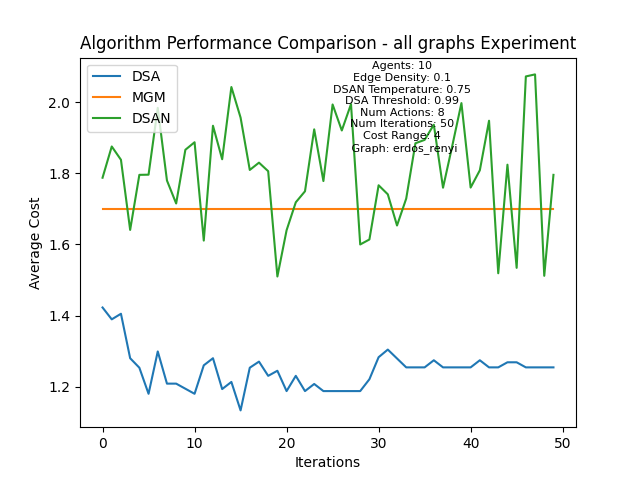 Algorithm Performance Comparison - all graphs Experiment
DSA
MGM
DSAN
Agents: 10
Edge Density: 0.1
DSAN Temperature: 0.75
DSA Threshold: 0.99
Num Actions: 8
Num Iterations: 50
Cost Range: 4
Graph: erdos_renyi
Average Cost
2.0
1.8
1.6
1.4
1.2
0 10 20 30 40 50
Iterations